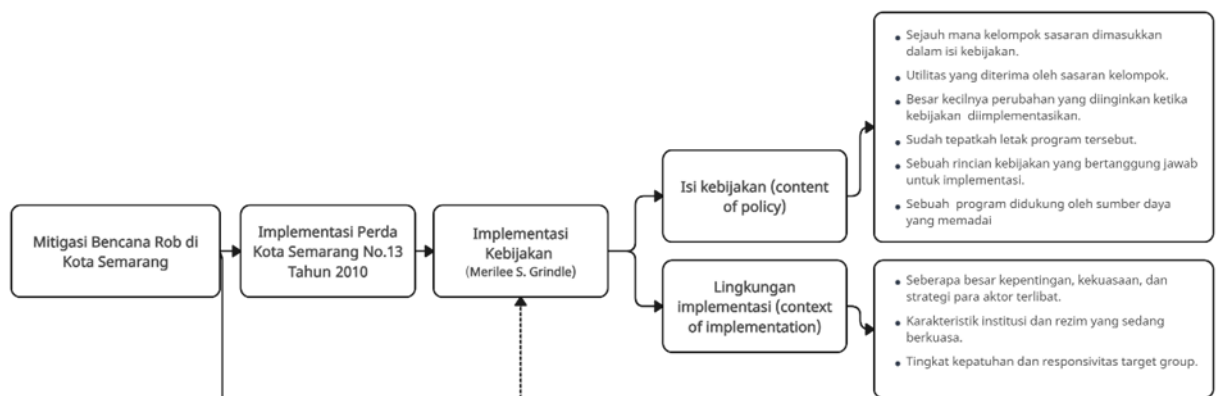 Mitigasi Bencana Rob di
Kota Semarang
Implementasi Perda
Kota Semarang No.13
Tahun 2010
Implementasi
Kebijakan
(Merilee S. Grindle)
Isi kebijakan (content
of policy)
• Sejauh mana kelompok sasaran dimasukkan
dalam isi kebijakan.
• Utilitas yang diterima oleh sasaran kelompok.
• Besar kecilnya perubahan yang diinginkan ketika
kebijakan diimplementasikan.
• Sudah tepatkah letak program tersebut.
• Sebuah rincian kebijakan yang bertanggung jawab
untuk implementasi.
• Sebuah program didukung oleh sumber daya
yang memadai
Lingkungan
implementasi (context
of implementation)
• Seberapa besar kepentingan, kekuasaan, dan
strategi para aktor terlibat.
• Karakteristik institusi dan rezim yang sedang
berkuasa.
• Tingkat kepatuhan dan responsivitas target group.